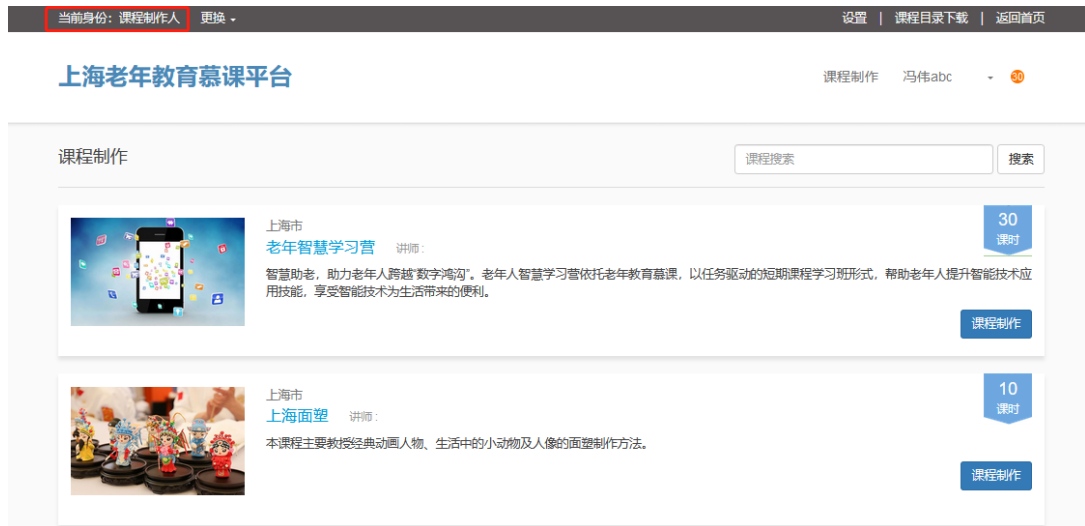 当前身份：课程制作人 更换
设置 | 课程目录下载 | 返回首页
上海老年教育慕课平台
课程制作 冯伟abc 30
课程制作
课程搜索 搜索
30
课时
上海市
老年智慧学习营 讲师：
智慧助老，助力老年人跨越“数字鸿沟”。老年人智慧学习营依托老年教育慕课，以任务驱动的短期课程学习班形式，帮助老年人提升智能技术应
用技能，享受智能技术为生活带来的便利。
课程制作
10
课时
上海市
上海面塑 讲师：
本课程主要教授经典动画人物、生活中的小动物及人像的面塑制作方法。
课程制作